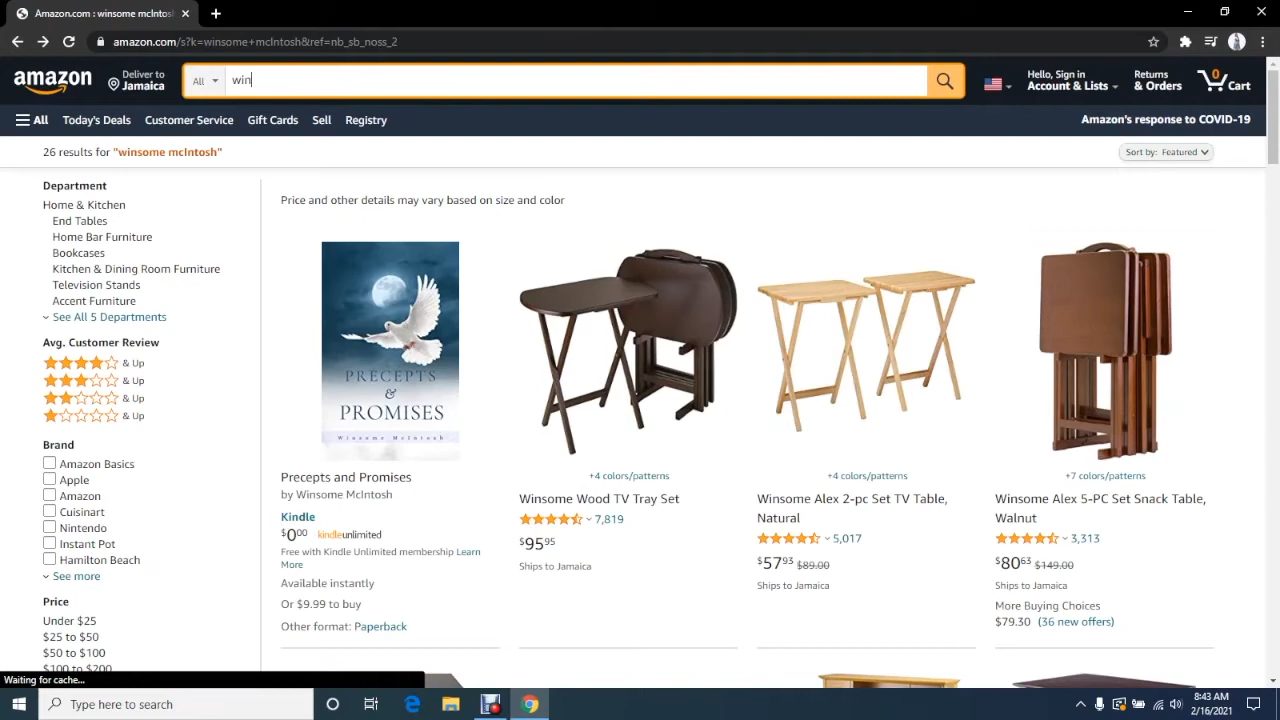 Amazon.com winsome mcintosh
amazon.com/s?k=winsome+mcIntosh&ref=nb_sb_noss_2
amazon
Deliver to
Jamaica
All
win
Hello, Sign in
Account & Lists
Returns
& Orders
0
Cart
All
Today's Deals
Customer Service
Gift Cards
Sell
Registry
Amazon's response to COVID-19
26 results for "winsome mcIntosh"
Sort by: Featured
Department
Home & Kitchen
End Tables
Home Bar Furniture
Bookcases
Kitchen & Dining Room Furniture
Television Stands
Accent Furniture
See All 5 Departments
Avg. Customer Review
& Up
& Up
& Up
& Up
Brand
Amazon Basics
Apple
Amazon
Cuisinart
Nintendo
Instant Pot
Hamilton Beach
See more
Price
Under $25
$25 to $50
$50 to $100
$100 to $200
Price and other details may vary based on size and color
PRECEPTS
&
PROMISES
Winsome McIntosh
Precepts and Promises
by Winsome McIntosh
Kindle
$0.00 kindleunlimited
Free with Kindle Unlimited membership Learn
More
Available instantly
Or $9.99 to buy
Other format: Paperback
+4 colors/patterns
Winsome Wood TV Tray Set
7,819
$95.95
Ships to Jamaica
+4 colors/patterns
Winsome Alex 2-pc Set TV Table,
Natural
5,017
$57.93 $89.00
Ships to Jamaica
+7 colors/patterns
Winsome Alex 5-PC Set Snack Table,
Walnut
3,313
$80.63 $149.00
Ships to Jamaica
More Buying Choices
$79.30 (36 new offers)
Waiting for cache...
Type here to search
8:43 AM
2/16/2021